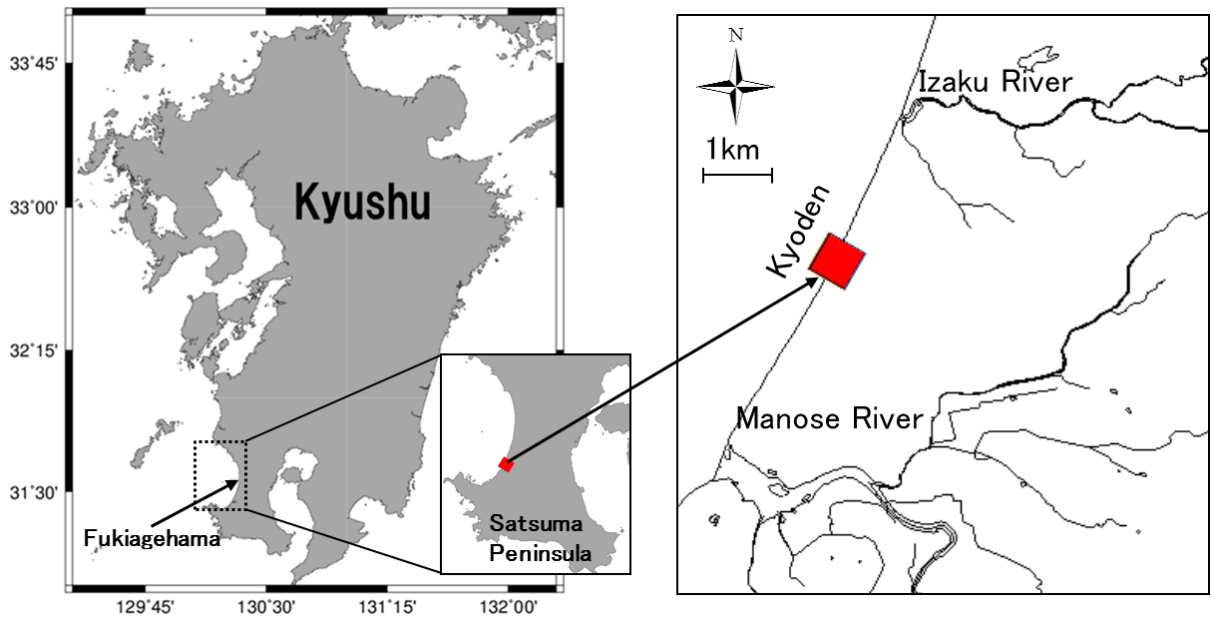 33°45'
33°00'
32°15'
31°30'
129°45'
130°30'
131°15'
132°00'
Kyushu
Fukiagehama
Satsuma
Peninsula
N
1km
Izaku River
Kyoden
Manose River